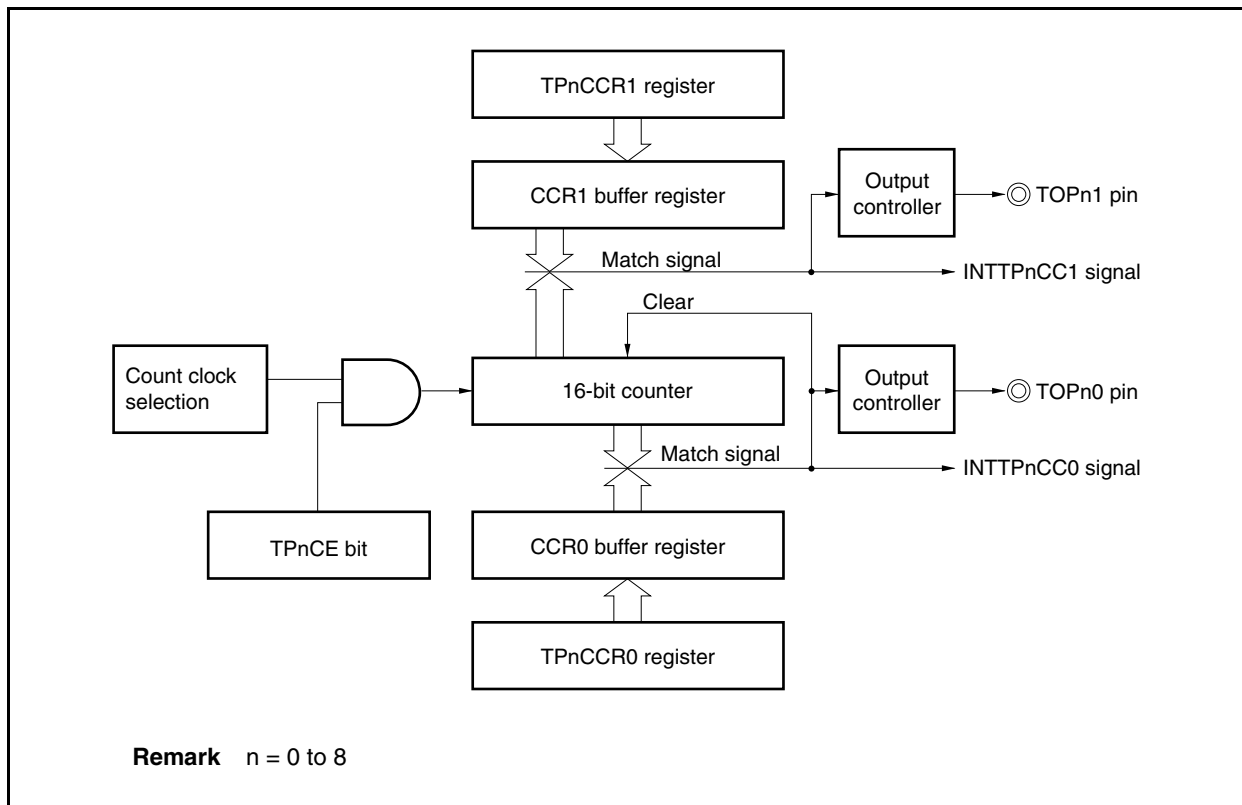 TPnCCR1 register
CCR1 buffer register
Output
controller
TOPn1 pin
Match signal
INTTPnCC1 signal
Clear
Count clock
selection
16-bit counter
Output
controller
TOPn0 pin
Match signal
INTTPnCC0 signal
TPnCE bit
CCR0 buffer register
TPnCCR0 register
Remark n = 0 to 8